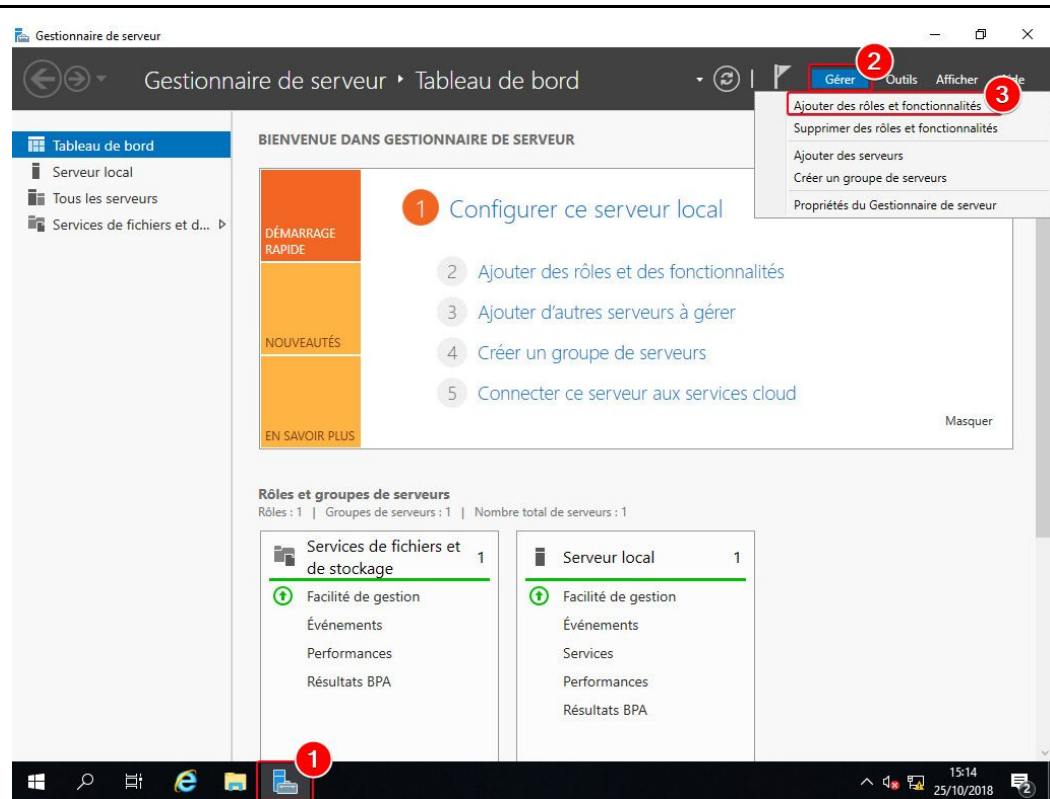 Gestionnaire de serveur
Gestionnaire de serveur • Tableau de bord
Gérer
Outils
Afficher
2
3
Ajouter des rôles et fonctionnalités
Supprimer des rôles et fonctionnalités
Ajouter des serveurs
Créer un groupe de serveurs
Propriétés du Gestionnaire de serveur
Tableau de bord
Serveur local
Tous les serveurs
Services de fichiers et d...
BIENVENUE DANS GESTIONNAIRE DE SERVEUR
DÉMARRAGE
RAPIDE
NOUVEAUTÉS
EN SAVOIR PLUS
1 Configurer ce serveur local
2 Ajouter des rôles et des fonctionnalités
3 Ajouter d'autres serveurs à gérer
4 Créer un groupe de serveurs
5 Connecter ce serveur aux services cloud
Masquer
Rôles et groupes de serveurs
Rôles : 1 | Groupes de serveurs : 1 | Nombre total de serveurs : 1
Services de fichiers et
de stockage
1
Facilité de gestion
Événements
Performances
Résultats BPA
Serveur local 1
Facilité de gestion
Événements
Services
Performances
Résultats BPA
1
15:14
25/10/2018
2